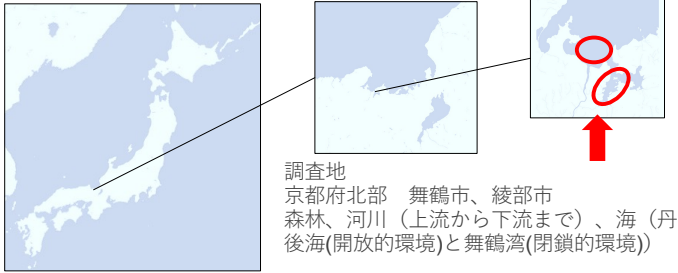 調査地
京都府北部　舞鶴市、綾部市
森林、河川（上流から下流まで）、海（丹
後海(開放的環境)と舞鶴湾(閉鎖的環境)）